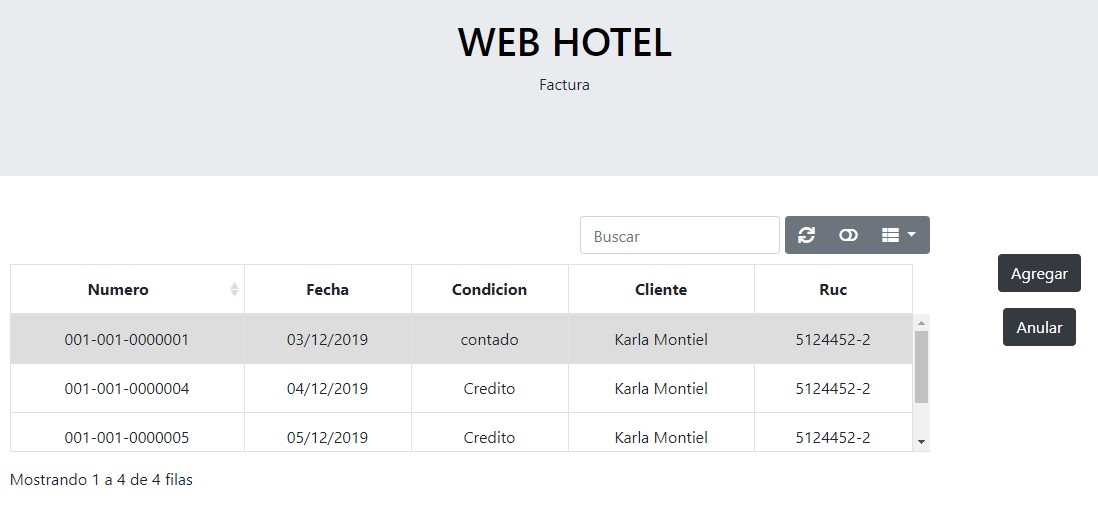 WEB HOTEL
Factura
Buscar
Agregar
Numero Fecha Condicion Cliente Ruc
Anular
001-001-0000001 03/12/2019 contado Karla Montiel 5124452-2
001-001-0000004 04/12/2019 Credito Karla Montiel 5124452-2
001-001-0000005 05/12/2019 Credito Karla Montiel 5124452-2
Mostrando 1 a 4 de 4 filas